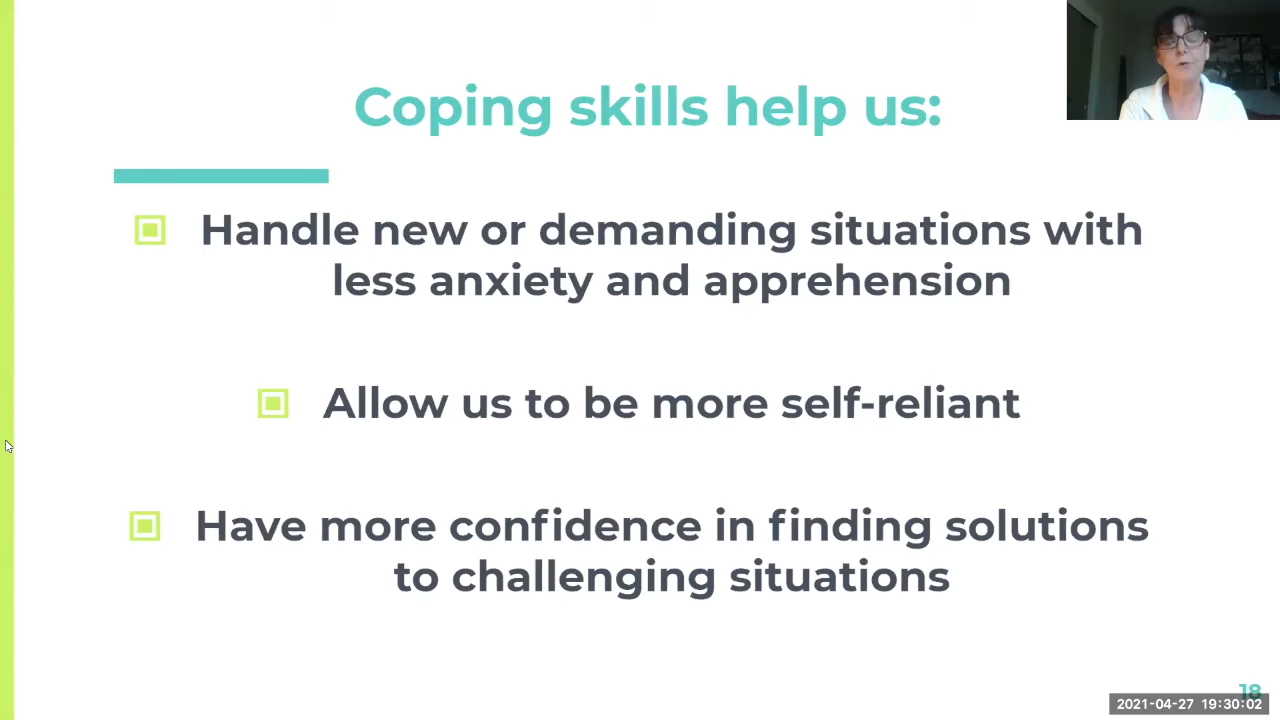 Coping skills help us:
Handle new or demanding situations with
less anxiety and apprehension
Allow us to be more self-reliant
Have more confidence in finding solutions
to challenging situations
18
2021-04-27 19:30:02